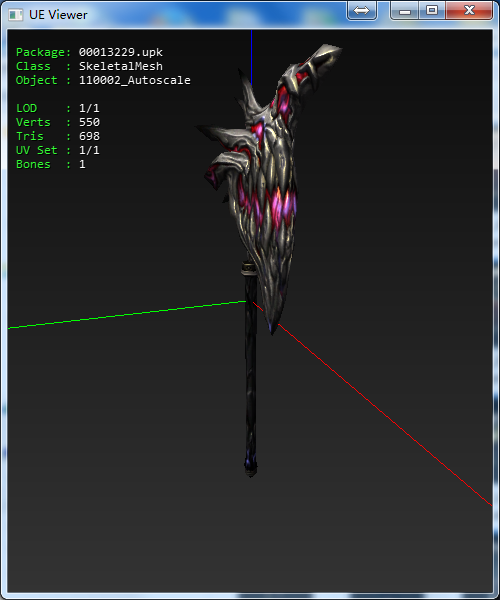 UE Viewer
Package: 00013229.upk
Class : SkeletalMesh
Object : 110002_Autoscale
LOD : 1/1
Verts : 550
Tris : 698
UV Set : 1/1
Bones : 1